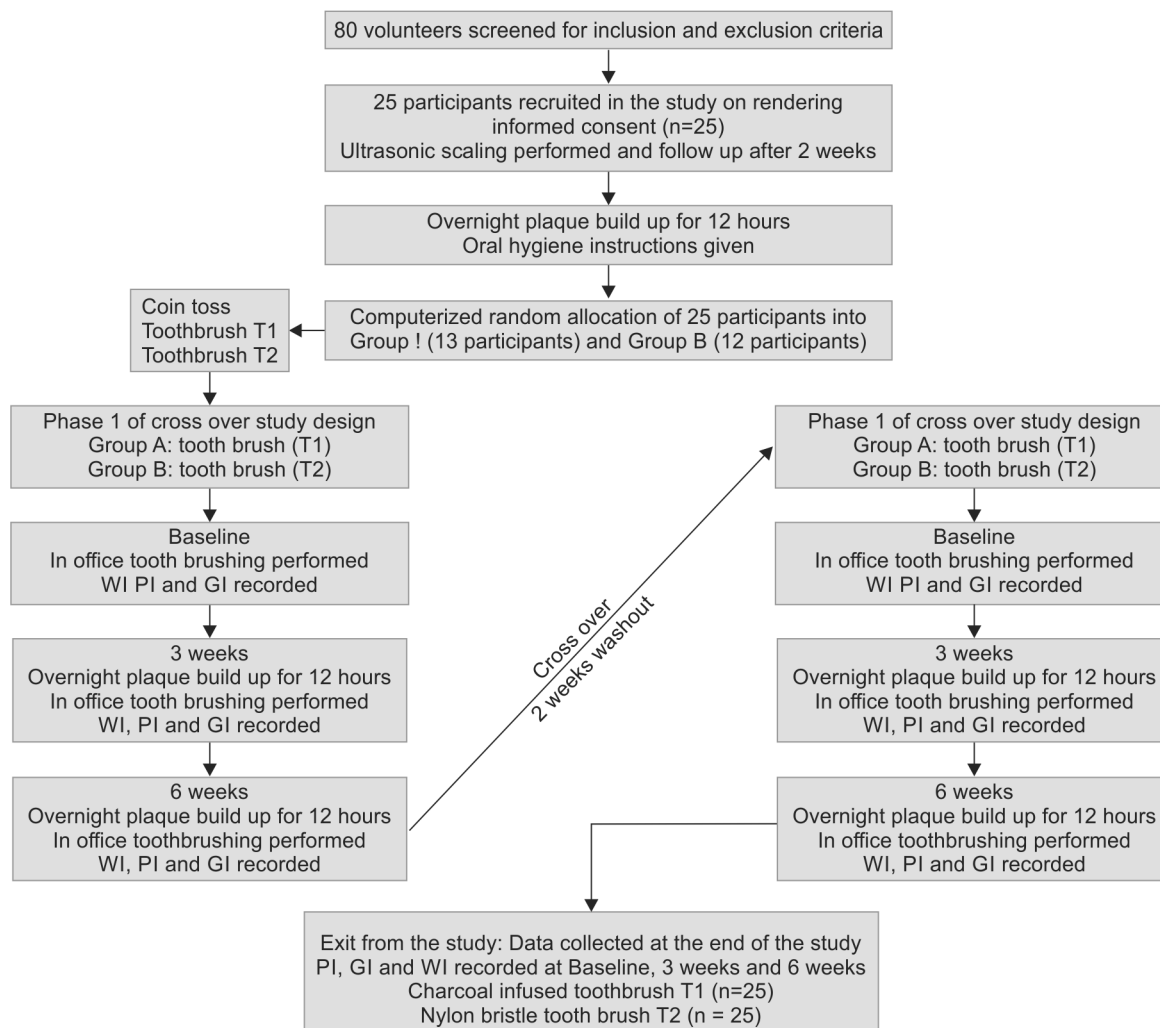 80 volunteers screened for inclusion and exclusion criteria
25 participants recruited in the study on rendering
informed consent (n=25)
Ultrasonic scaling performed and follow up after 2 weeks
Overnight plaque build up for 12 hours
Oral hygiene instructions given
Computerized random allocation of 25 participants into
Group ! (13 participants) and Group B (12 participants)
Coin toss
Toothbrush T1
Toothbrush T2
Phase 1 of cross over study design
Group A: tooth brush (T1)
Group B: tooth brush (T2)
Baseline
In office tooth brushing performed
WI PI and GI recorded
3 weeks
Overnight plaque build up for 12 hours
In office tooth brushing performed
WI, PI and GI recorded
6 weeks
Overnight plaque build up for 12 hours
In office toothbrushing performed
WI, PI and GI recorded
Cross over
2 weeks washout
Phase 1 of cross over study design
Group A: tooth brush (T1)
Group B: tooth brush (T2)
Baseline
In office tooth brushing performed
WI PI and GI recorded
3 weeks
Overnight plaque build up for 12 hours
In office tooth brushing performed
WI, PI and GI recorded
6 weeks
Overnight plaque build up for 12 hours
In office toothbrushing performed
WI, PI and GI recorded
Exit from the study: Data collected at the end of the study
PI, GI and WI recorded at Baseline, 3 weeks and 6 weeks
Charcoal infused toothbrush T1 (n=25)
Nylon bristle tooth brush T2 (n = 25)